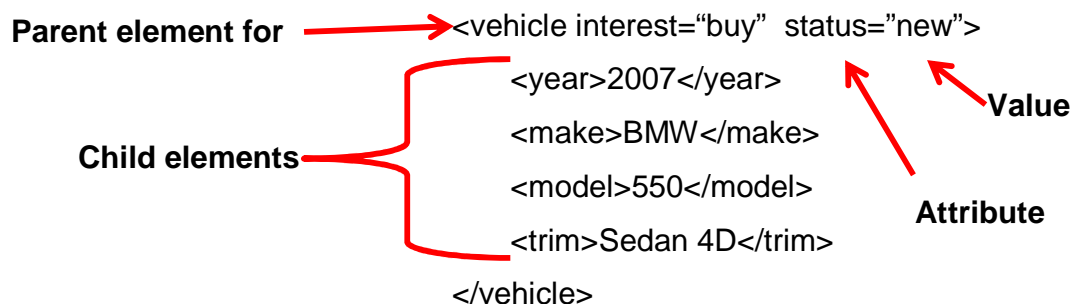 Parent element for <vehicle interest=“buy”  status=”new”>
<year>2007</year>
Value
<make>BMW</make>
Child elements
<model>550</model>
Attribute
<trim>Sedan 4D</trim>
</vehicle>